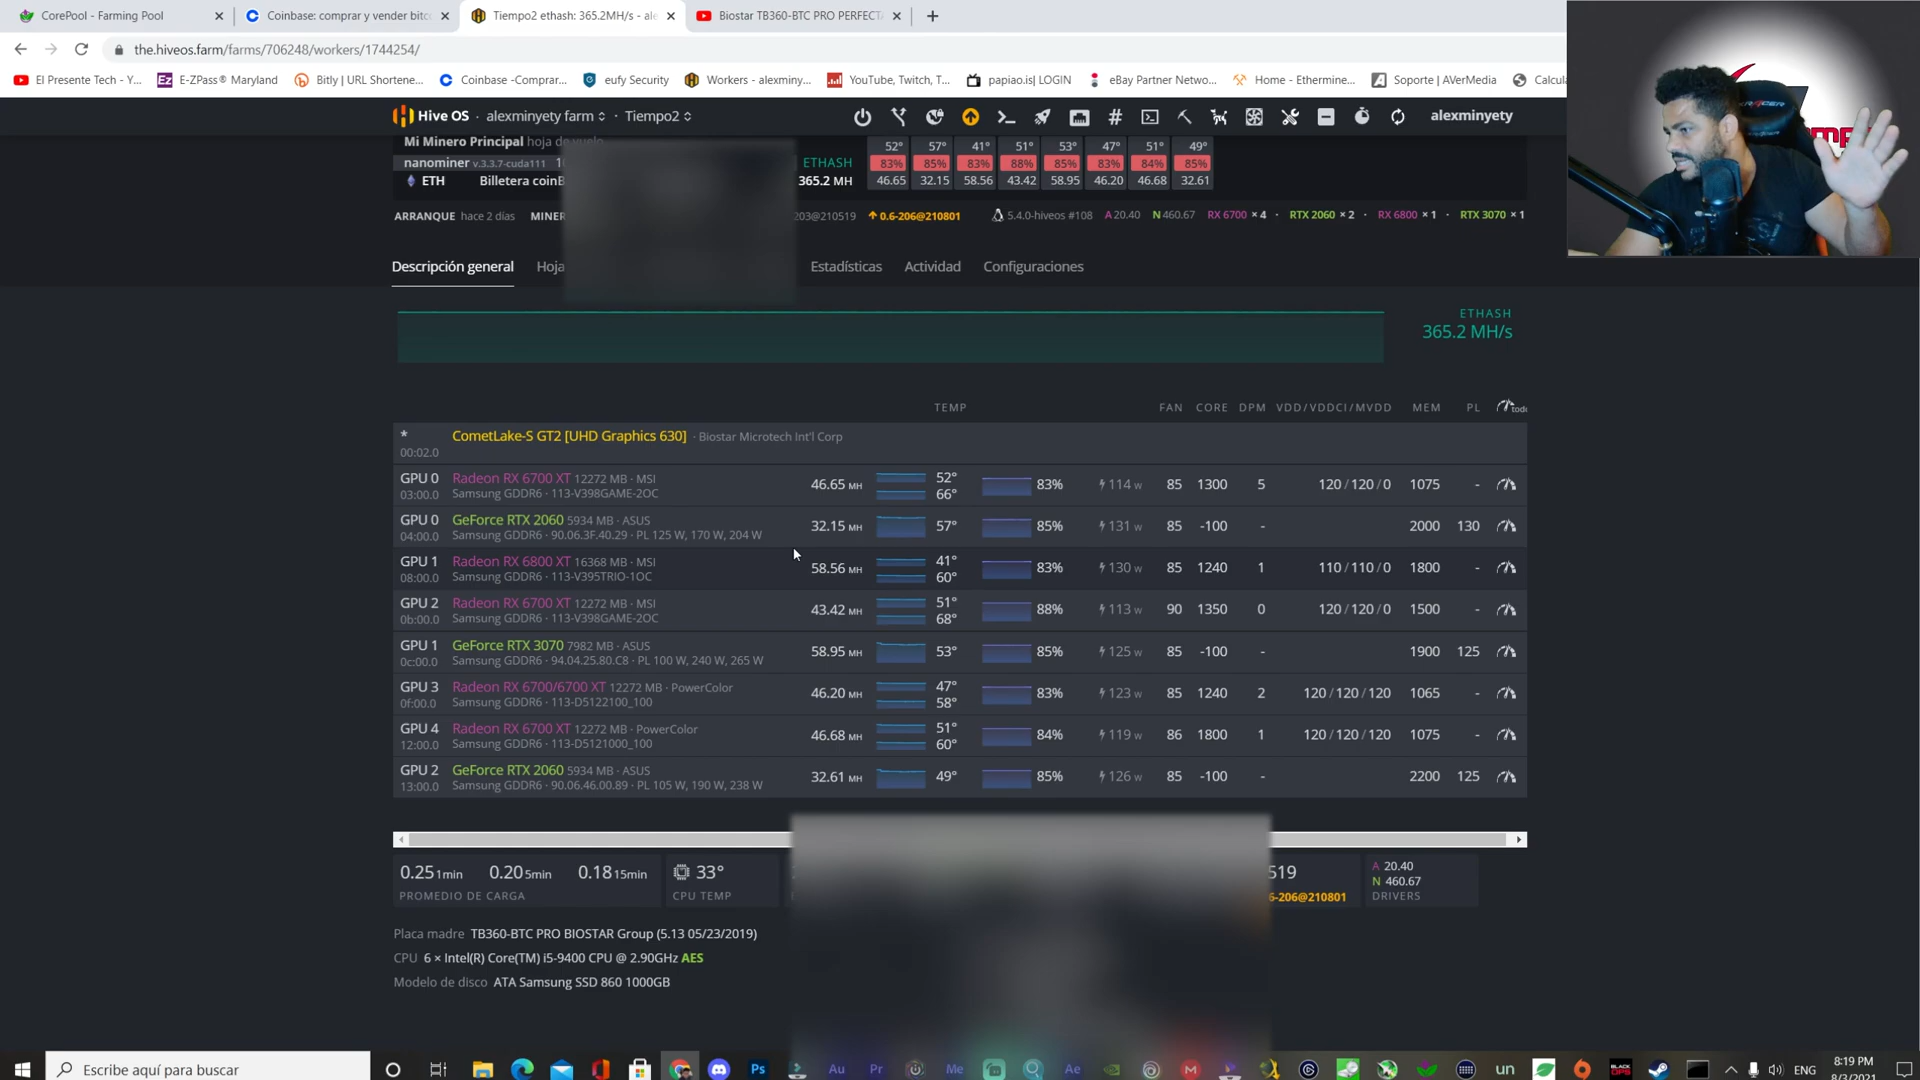 CorePool - Farming Pool
Coinbase: comprar y vender bitc
Tiempo2 ethash: 365.2MH/s - ale
Biostar TB360-BTC PRO PERFECTA
the.hiveos.farm/farms/706248/workers/1744254/
El Presente Tech - Y... E-ZPass® Maryland Bitly | URL Shortene... Coinbase -Comprar... eufy Security Workers - alexminy... YouTube, Twitch, T... papiao.is| LOGIN eBay Partner Netwo... Home - Ethermine... Soporte | AVerMedia Calcula
Hive OS · alexminyety farm · Tiempo2 alexminyety
Mi Minero Principal hoja de vuelo 52° 57° 41° 51° 53° 47° 51° 49°
nanominer v.3.3.7-cuda111 ETHASH 83% 85% 83% 88% 85% 83% 84% 85%
ETH Billetera coinB 365.2 MH 46.65 32.15 58.56 43.42 58.95 46.20 46.68 32.61
ARRANQUE hace 2 días MINER 203@210519 0.6-206@210801 5.4.0-hiveos #108 A 20.40 N 460.67 RX 6700 × 4 · RTX 2060 × 2 · RX 6800 × 1 · RTX 3070 × 1
Descripción general Hoja Estadísticas Actividad Configuraciones
ETHASH
365.2 MH/s
TEMP FAN CORE DPM VDD/VDDCI/MVDD MEM PL todo
* CometLake-S GT2 [UHD Graphics 630] · Biostar Microtech Int'l Corp
00:02.0
GPU 0 Radeon RX 6700 XT 12272 MB · MSI 46.65 MH 52° 83% 114 W 85 1300 5 120 / 120 / 0 1075 -
03:00.0 Samsung GDDR6 · 113-V398GAME-2OC 66°
GPU 0 GeForce RTX 2060 5934 MB · ASUS 32.15 MH 57° 85% 131 W 85 -100 - 2000 130
04:00.0 Samsung GDDR6 · 90.06.3F.40.29 · PL 125 W, 170 W, 204 W
GPU 1 Radeon RX 6800 XT 16368 MB · MSI 58.56 MH 41° 83% 130 W 85 1240 1 110 / 110 / 0 1800 -
08:00.0 Samsung GDDR6 · 113-V395TRIO-1OC 60°
GPU 2 Radeon RX 6700 XT 12272 MB · MSI 43.42 MH 51° 88% 113 W 90 1350 0 120 / 120 / 0 1500 -
0b:00.0 Samsung GDDR6 · 113-V398GAME-2OC 68°
GPU 1 GeForce RTX 3070 7982 MB · ASUS 58.95 MH 53° 85% 125 W 85 -100 - 1900 125
0c:00.0 Samsung GDDR6 · 94.04.25.80.C8 · PL 100 W, 240 W, 265 W
GPU 3 Radeon RX 6700/6700 XT 12272 MB · PowerColor 46.20 MH 47° 83% 123 W 85 1240 2 120 / 120 / 120 1065 -
0f:00.0 Samsung GDDR6 · 113-D5122100_100 58°
GPU 4 Radeon RX 6700 XT 12272 MB · PowerColor 46.68 MH 51° 84% 119 W 86 1800 1 120 / 120 / 120 1075 -
12:00.0 Samsung GDDR6 · 113-D5121000_100 60°
GPU 2 GeForce RTX 2060 5934 MB · ASUS 32.61 MH 49° 85% 126 W 85 -100 - 2200 125
13:00.0 Samsung GDDR6 · 90.06.46.00.89 · PL 105 W, 190 W, 238 W
0.25 1min 0.20 5min 0.18 15min 33° 519 A 20.40
N 460.67
PROMEDIO DE CARGA CPU TEMP 6-206@210801 DRIVERS
Placa madre TB360-BTC PRO BIOSTAR Group (5.13 05/23/2019)
CPU 6 × Intel(R) Core(TM) i5-9400 CPU @ 2.90GHz AES
Modelo de disco ATA Samsung SSD 860 1000GB
Escribe aquí para buscar
Ps Au Pr Me Ae un ENG 8:19 PM
8/3/2021